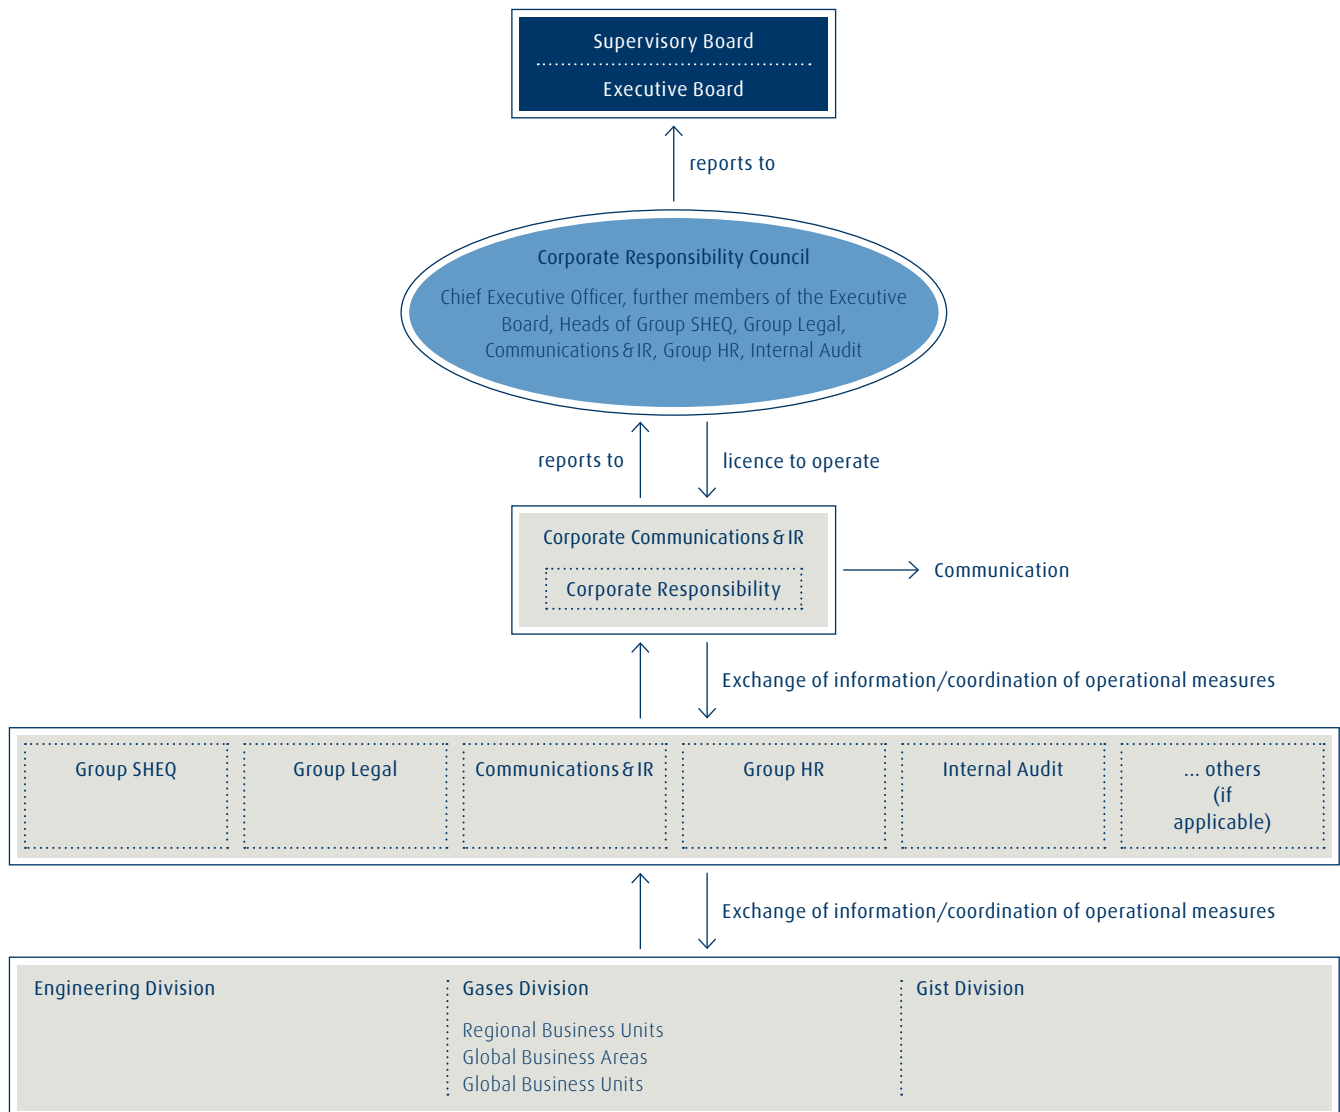 Supervisory Board
Executive Board
reports to
Corporate Responsibility Council
Chief Executive Officer, further members of the Executive
Board, Heads of Group SHEQ, Group Legal,
Communications & IR, Group HR, Internal Audit
reports to
licence to operate
Corporate Communications & IR
Corporate Responsibility
Communication
Exchange of information/coordination of operational measures
Group SHEQ
Group Legal
Communications & IR
Group HR
Internal Audit
... others
(if
applicable)
Exchange of information/coordination of operational measures
Engineering Division
Gases Division
Regional Business Units
Global Business Areas
Global Business Units
Gist Division